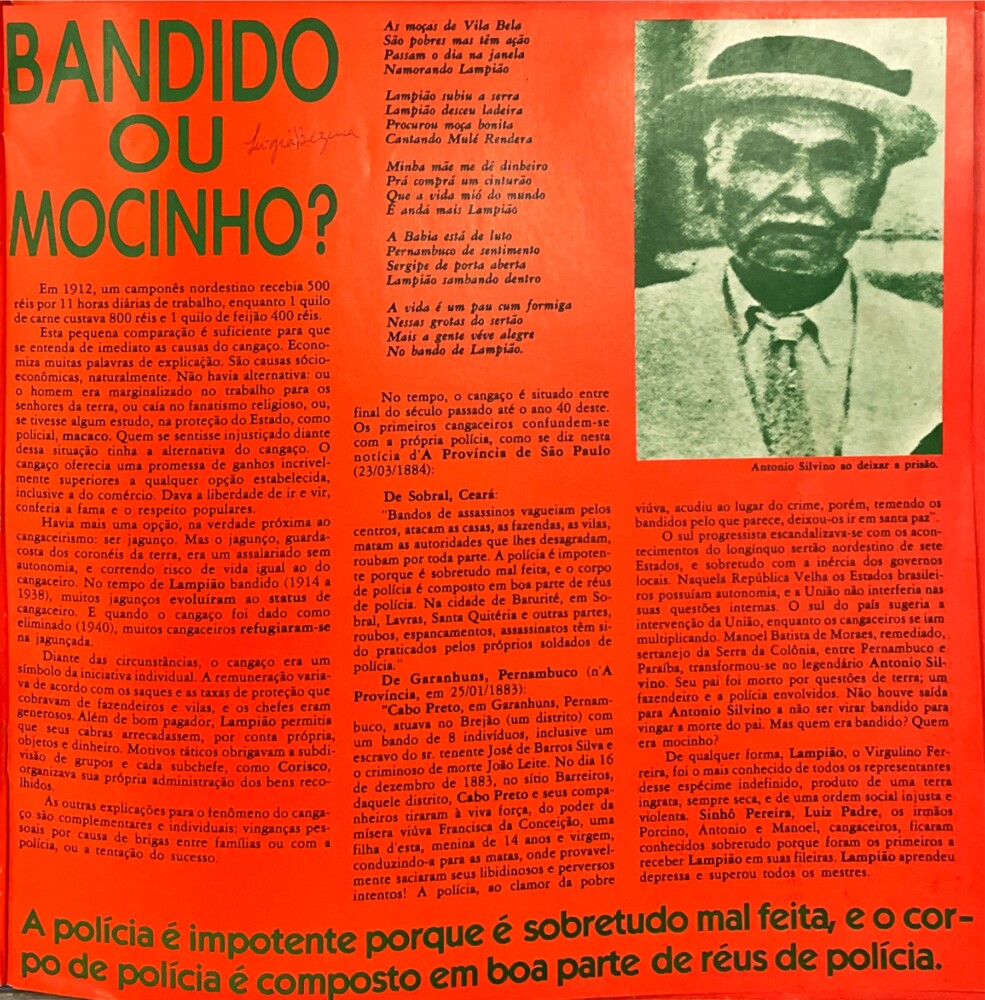 BANDIDO
OU
MOCINHO?
Em 1912, um camponês nordestino recebia 500
réis por 11 horas diárias de trabalho, enquanto 1 quilo
de carne custava 800 réis e 1 quilo de feijão 400 réis.
Esta pequena comparação é suficiente para que
se entenda de imediato as causas do cangaço. Econo-
miza muitas palavras de explicação. São causas sócio-
econômicas, naturalmente. Não havia alternativa: ou
o homem era marginalizado no trabalho para os
senhores da terra, ou caía no fanatismo religioso, ou,
se tivesse algum estudo, na proteção do Estado, como
policial, macaco. Quem se sentisse injustiçado diante
dessa situação tinha a alternativa do cangaço. O
cangaço oferecia uma promessa de ganhos incrivel-
mente superiores a qualquer opção estabelecida,
inclusive a do comércio. Dava a liberdade de ir e vir,
conferia a fama e o respeito populares.
Havia mais uma opção, na verdade próxima ao
cangaceirismo: ser jagunço. Mas o jagunço, guarda-
costa dos coronéis da terra, era um assalariado sem
autonomia, e correndo risco de vida igual ao do
cangaceiro. No tempo de Lampião bandido (1914 a
1938), muitos jagunços evoluíram ao status de
cangaceiro. E quando o cangaço foi dado como
eliminado (1940), muitos cangaceiros refugiaram-se
na jagunçada.
Diante das circunstâncias, o cangaço era um
símbolo da iniciativa individual. A remuneração varia-
va de acordo com os saques e as taxas de proteção que
cobravam de fazendeiros e vilas, e os chefes eram
generosos. Além de bom pagador, Lampião permitia
que seus cabras arrecadassem, por conta própria,
objetos e dinheiro. Motivos táticos obrigavam a subdi-
visão de grupos e cada subchefe, como Corisco,
organizava sua própria administração dos bens reco-
lhidos.
As outras explicações para o fenômeno do canga-
ço são complementares e individuais: vinganças pes-
soais por causa de brigas entre famílias ou com a
polícia, ou a tentação do sucesso.
As moças de Vila Bela
São pobres mas têm ação
Passam o dia na janela
Namorando Lampião
Lampião subiu a serra
Lampião desceu ladeira
Procurou moça bonita
Cantando Mulé Rendera
Minha mãe me dê dinheiro
Prá comprá um cinturão
Que a vida mió do mundo
É andá mais Lampião
A Bahia está de luto
Pernambuco de sentimento
Sergipe de porta aberta
Lampião sambando dentro
A vida é um pau cum formiga
Nessas grotas do sertão
Mais a gente véve alegre
No bando de Lampião.
No tempo, o cangaço é situado entre
final do século passado até o ano 40 deste.
Os primeiros cangaceiros confundem-se
com a própria polícia, como se diz nesta
notícia d'A Província de São Paulo
(23/03/1884):
De Sobral, Ceará:
"Bandos de assassinos vagueiam pelos
centros, atacam as casas, as fazendas, as vilas,
matam as autoridades que lhes desagradam,
roubam por toda parte. A polícia é impoten-
te porque é sobretudo mal feita, e o corpo
de polícia é composto em boa parte de réus
de polícia. Na cidade de Baturité, em So-
bral, Lavras, Santa Quitéria e outras partes,
roubos, espancamentos, assassinatos têm si-
do praticados pelos próprios soldados de
polícia."
De Garanhuns, Pernambuco (n'A
Província, em 25/01/1883):
"Cabo Preto, em Garanhuns, Pernam-
buco, atuava no Brejão (um distrito) com
um bando de 8 indivíduos, inclusive um
escravo do sr. tenente José de Barros Silva e
o criminoso de morte João Leite. No dia 16
de dezembro de 1883, no sítio Barreiros,
daquele distrito, Cabo Preto e seus compa-
nheiros tiraram à viva força, do poder da
mísera viúva Francisca da Conceição, uma
filha d'esta, menina de 14 anos e virgem,
conduzindo-a para as matas, onde provavel-
mente saciaram seus libidinosos e perversos
intentos! A polícia, ao clamor da pobre
Antonio Silvino ao deixar a prisão.
viúva, acudiu ao lugar do crime, porém, temendo os
bandidos pelo que parece, deixou-os ir em santa paz".
O sul progressista escandalizava-se com os acon-
tecimentos do longínquo sertão nordestino de sete
Estados, e sobretudo com a inércia dos governos
locais. Naquela República Velha os Estados brasilei-
ros possuíam autonomia, e a União não interferia nas
suas questões internas. O sul do país sugeria a
intervenção da União, enquanto os cangaceiros se iam
multiplicando. Manoel Batista de Moraes, remediado,
sertanejo da Serra da Colônia, entre Pernambuco e
Paraíba, transformou-se no legendário Antonio Sil-
vino. Seu pai foi morto por questões de terra; um
fazendeiro e a polícia envolvidos. Não houve saída
para Antonio Silvino a não ser virar bandido para
vingar a morte do pai. Mas quem era bandido? Quem
era mocinho?
De qualquer forma, Lampião, o Virgulino Fer-
reira, foi o mais conhecido de todos os representantes
desse espécime indefinido, produto de uma terra
ingrata, sempre seca, e de uma ordem social injusta e
violenta. Sinhô Pereira, Luiz Padre, os irmãos
Porcino, Antonio e Manoel, cangaceiros, ficaram
conhecidos sobretudo porque foram os primeiros a
receber Lampião em suas fileiras. Lampião aprendeu
depressa e superou todos os mestres.
A polícia é impotente porque é sobretudo mal feita, e o cor-
po de polícia é composto em boa parte de réus de polícia.